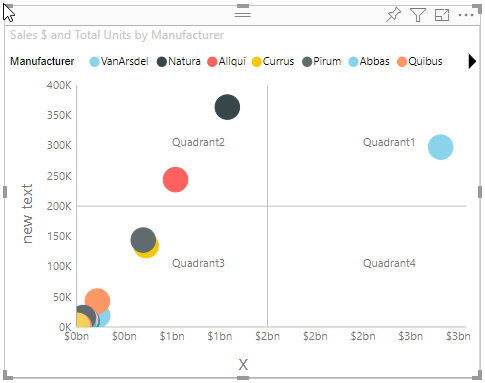 Sales $ and Total Units by Manufacturer
Manufacturer VanArsdel Natura Aliqui Currus Pirum Abbas Quibus
400K
350K
300K
250K
200K
150K
100K
50K
0K
new text
Quadrant2 Quadrant1
Quadrant3 Quadrant4
$0bn $0bn $1bn $1bn $2bn $2bn $2bn $3bn $3bn
X